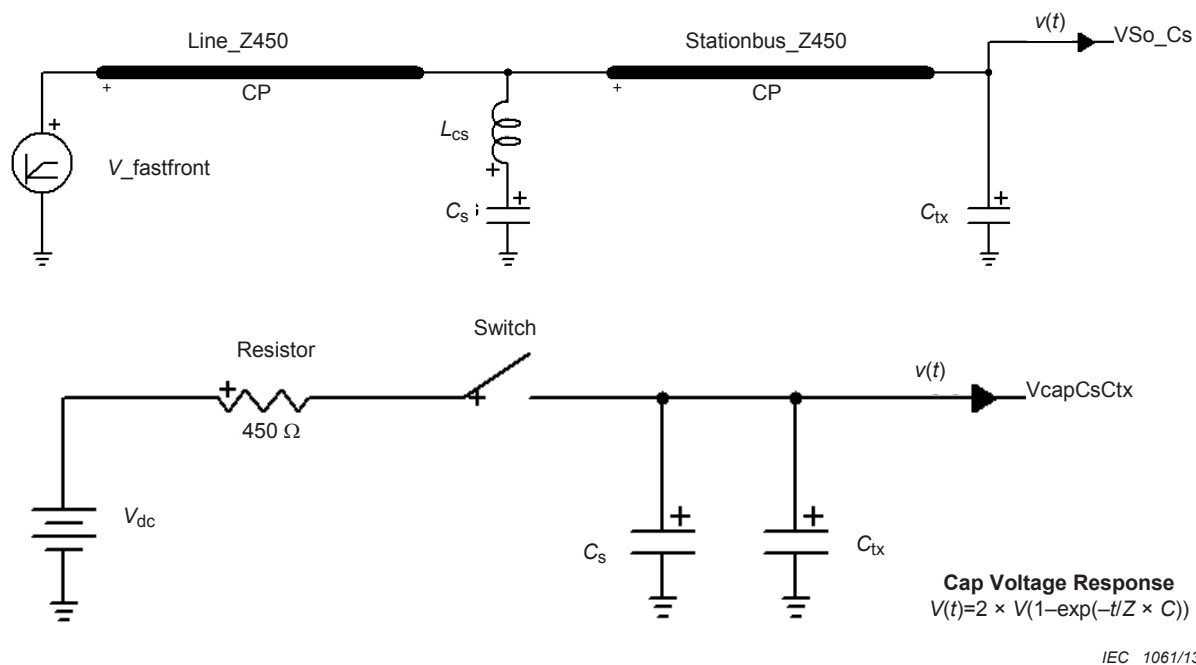 v(t)
Line_Z450
Stationbus_Z450
VSo_Cs
+
CP
+
CP
+
V_fastfront
Lcs
+
+
Cs
+
Ctx
Switch
Resistor
v(t)
+
+
VcapCsCtx
450 Ω
Vdc
+
+
Cs
Ctx
Cap Voltage Response
V(t)=2 × V(1–exp(–t/Z × C))
IEC 1061/13